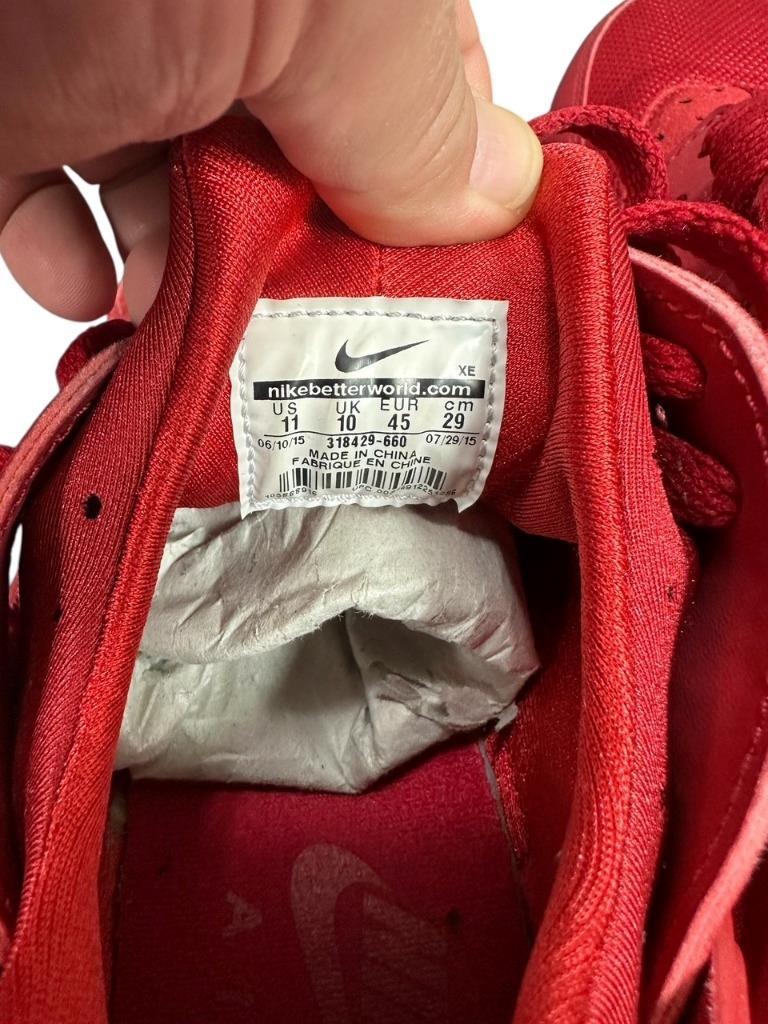 XE
nikebetterworld.com
US UK EUR cm
11 10 45 29
06/10/15 318429-660 07/29/15
MADE IN CHINA
FABRIQUE EN CHINE
UPC
A